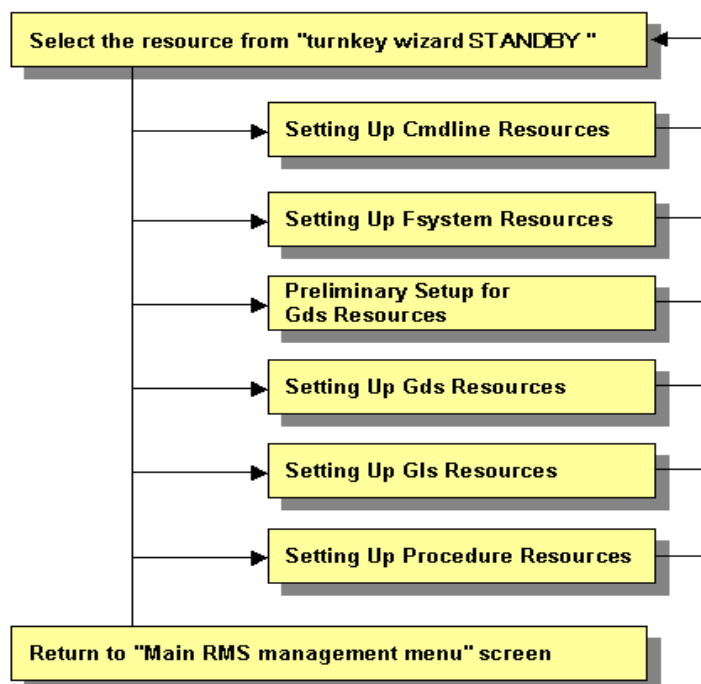 Select the resource from "turnkey wizard STANDBY "
Setting Up Cmdline Resources
Setting Up Fsystem Resources
Preliminary Setup for
Gds Resources
Setting Up Gds Resources
Setting Up Gls Resources
Setting Up Procedure Resources
Return to "Main RMS management menu" screen